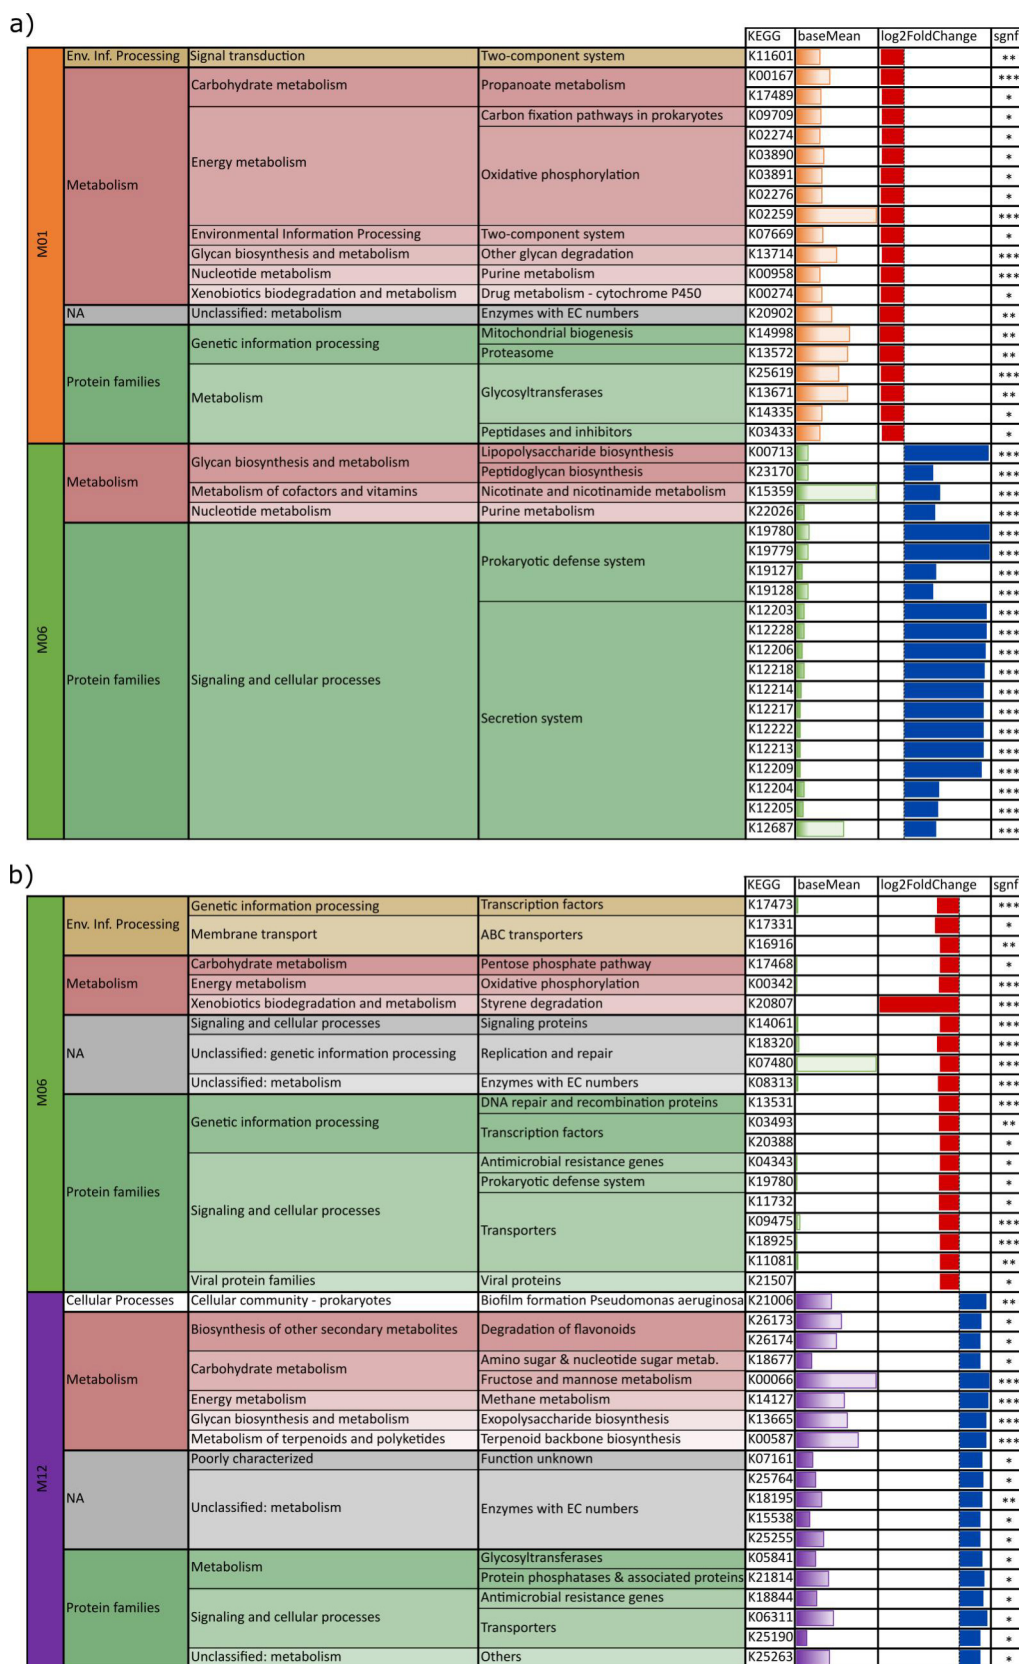 a)
KEGG baseMean log2FoldChange sgnf
M01
Env. Inf. Processing Signal transduction Two-component system K11601 **
Metabolism Carbohydrate metabolism Propanoate metabolism K00167 ***
K17489 *
Energy metabolism Carbon fixation pathways in prokaryotes K09709 *
Oxidative phosphorylation K02274 *
K03890 *
K03891 *
K02276 *
K02259 ***
Environmental Information Processing Two-component system K07669 *
Glycan biosynthesis and metabolism Other glycan degradation K13714 ***
Nucleotide metabolism Purine metabolism K00958 ***
Xenobiotics biodegradation and metabolism Drug metabolism - cytochrome P450 K00274 *
NA Unclassified: metabolism Enzymes with EC numbers K20902 **
Protein families Genetic information processing Mitochondrial biogenesis K14998 **
Proteasome K13572 **
Metabolism Glycosyltransferases K25619 ***
K13671 **
K14335 *
Peptidases and inhibitors K03433 *
M06
Metabolism Glycan biosynthesis and metabolism Lipopolysaccharide biosynthesis K00713 ***
Peptidoglycan biosynthesis K23170 ***
Metabolism of cofactors and vitamins Nicotinate and nicotinamide metabolism K15359 ***
Nucleotide metabolism Purine metabolism K22026 ***
Protein families Signaling and cellular processes Prokaryotic defense system K19780 ***
K19779 ***
K19127 ***
K19128 ***
Secretion system K12203 ***
K12228 ***
K12206 ***
K12218 ***
K12214 ***
K12217 ***
K12222 ***
K12213 ***
K12209 ***
K12204 ***
K12205 ***
K12687 ***
b)
KEGG baseMean log2FoldChange sgnf
M06
Env. Inf. Processing Genetic information processing Transcription factors K17473 ***
Membrane transport ABC transporters K17331 *
K16916 **
Metabolism Carbohydrate metabolism Pentose phosphate pathway K17468 *
Energy metabolism Oxidative phosphorylation K00342 ***
Xenobiotics biodegradation and metabolism Styrene degradation K20807 ***
NA Signaling and cellular processes Signaling proteins K14061 ***
Unclassified: genetic information processing Replication and repair K18320 ***
K07480 ***
Unclassified: metabolism Enzymes with EC numbers K08313 ***
Protein families Genetic information processing DNA repair and recombination proteins K13531 ***
Transcription factors K03493 **
K20388 *
Signaling and cellular processes Antimicrobial resistance genes K04343 *
Prokaryotic defense system K19780 *
Transporters K11732 *
K09475 ***
K18925 ***
K11081 **
Viral protein families Viral proteins K21507 *
M12
Cellular Processes Cellular community - prokaryotes Biofilm formation Pseudomonas aeruginosa K21006 **
Metabolism Biosynthesis of other secondary metabolites Degradation of flavonoids K26173 *
K26174 *
Carbohydrate metabolism Amino sugar & nucleotide sugar metab. K18677 *
Fructose and mannose metabolism K00066 ***
Energy metabolism Methane metabolism K14127 ***
Glycan biosynthesis and metabolism Exopolysaccharide biosynthesis K13665 ***
Metabolism of terpenoids and polyketides Terpenoid backbone biosynthesis K00587 ***
NA Poorly characterized Function unknown K07161 *
Unclassified: metabolism Enzymes with EC numbers K25764 *
K18195 **
K15538 *
K25255 *
Protein families Metabolism Glycosyltransferases K05841 *
Protein phosphatases & associated proteins K21814 *
Signaling and cellular processes Antimicrobial resistance genes K18844 *
Transporters K06311 *
K25190 *
Unclassified: metabolism Others K25263 *